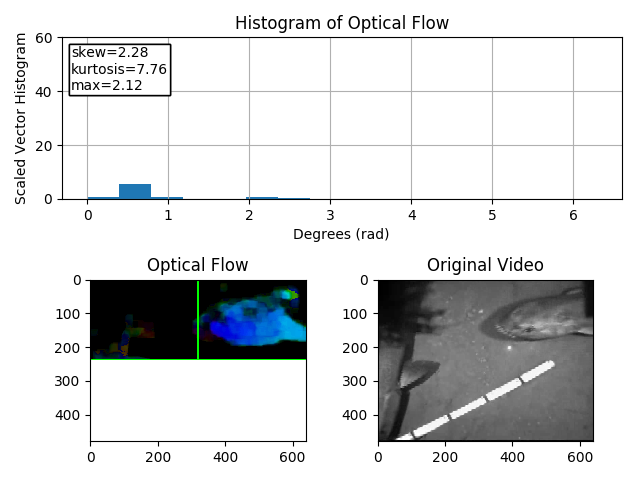 Histogram of Optical Flow
Scaled Vector Histogram
60
40
20
0
skew=2.28
kurtosis=7.76
max=2.12
0 1 2 3 4 5 6
Degrees (rad)
Optical Flow
0
100
200
300
400
0 200 400 600
Original Video
0
100
200
300
400
0 200 400 600